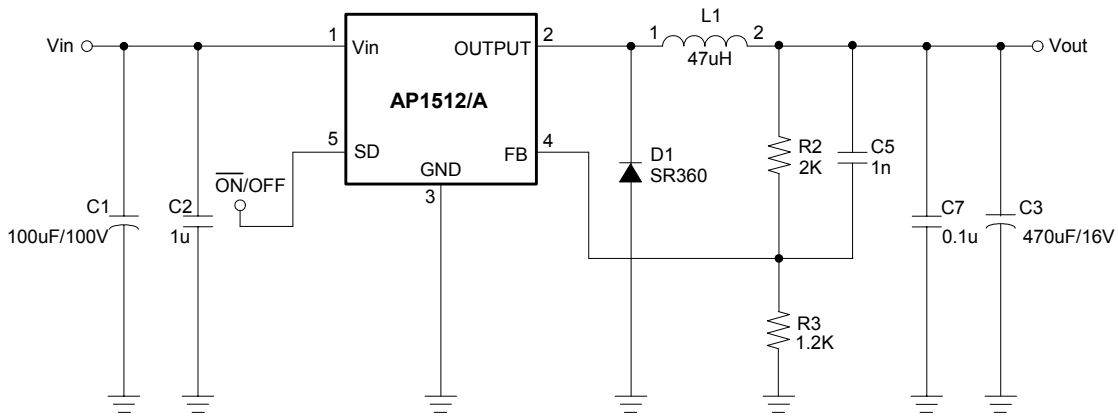 L1
Vin
1
Vin
OUTPUT
2
1
2
47uH
Vout
AP1512/A
5
SD
FB
4
GND
3
ON/OFF
D1
SR360
R2
2K
C5
1n
C1
100uF/100V
C2
1u
C7
0.1u
C3
470uF/16V
R3
1.2K